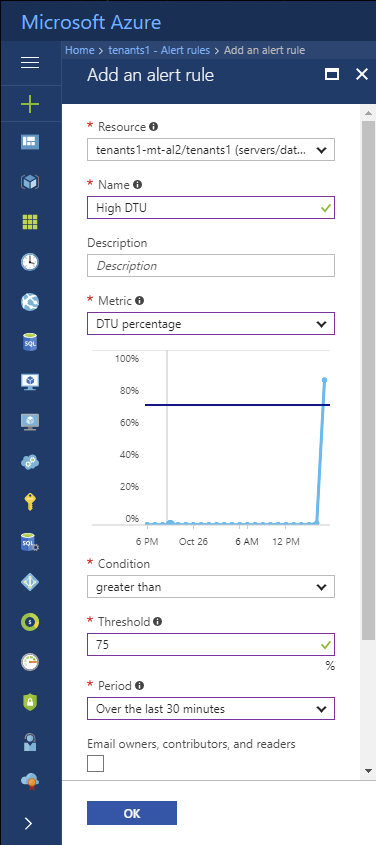 Microsoft Azure
Home > tenants1 - Alert rules > Add an alert rule
Add an alert rule
* Resource
tenants1-mt-al2/tenants1 (servers/dat...
* Name
High DTU
Description
Description
* Metric
DTU percentage
100%
80%
60%
40%
20%
0%
6 PM Oct 26 6 AM 12 PM
* Condition
greater than
* Threshold
75
%
* Period
Over the last 30 minutes
Email owners, contributors, and readers
OK